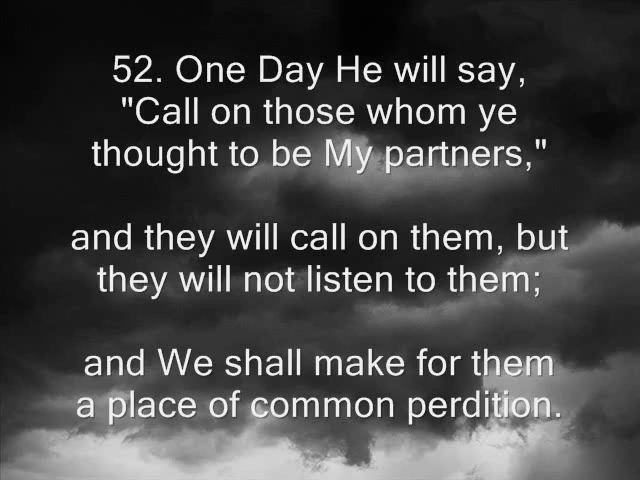 52. One Day He will say,
"Call on those whom ye
thought to be My partners,"
and they will call on them, but
they will not listen to them;
and We shall make for them
a place of common perdition.